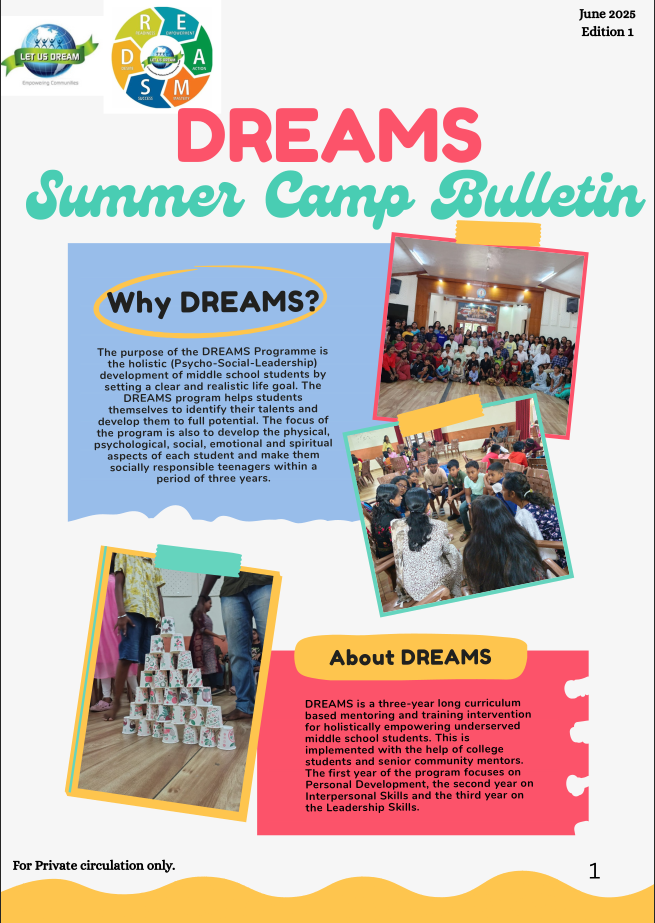 June 2025
Edition 1
LET US DREAM
Empowering Communities
R
E
EMPOWERMENT
D
A
ACTION
S
SUCCESS
M
DREAMS
Summer Camp Bulletin
Why DREAMS?
The purpose of the DREAMS Programme is
the holistic (Psycho-Social-Leadership)
development of middle school students by
setting a clear and realistic life goal. The
DREAMS program helps students
themselves to identify their talents and
develop them to full potential. The focus of
the program is also to develop the physical,
psychological, social, emotional and spiritual
aspects of each student and make them
socially responsible teenagers within a
period of three years.
About DREAMS
DREAMS is a three-year long curriculum
based mentoring and training intervention
for holistically empowering underserved
middle school students. This is
implemented with the help of college
students and senior community mentors.
The first year of the program focuses on
Personal Development, the second year on
Interpersonal Skills and the third year on
the Leadership Skills.
For Private circulation only.
1